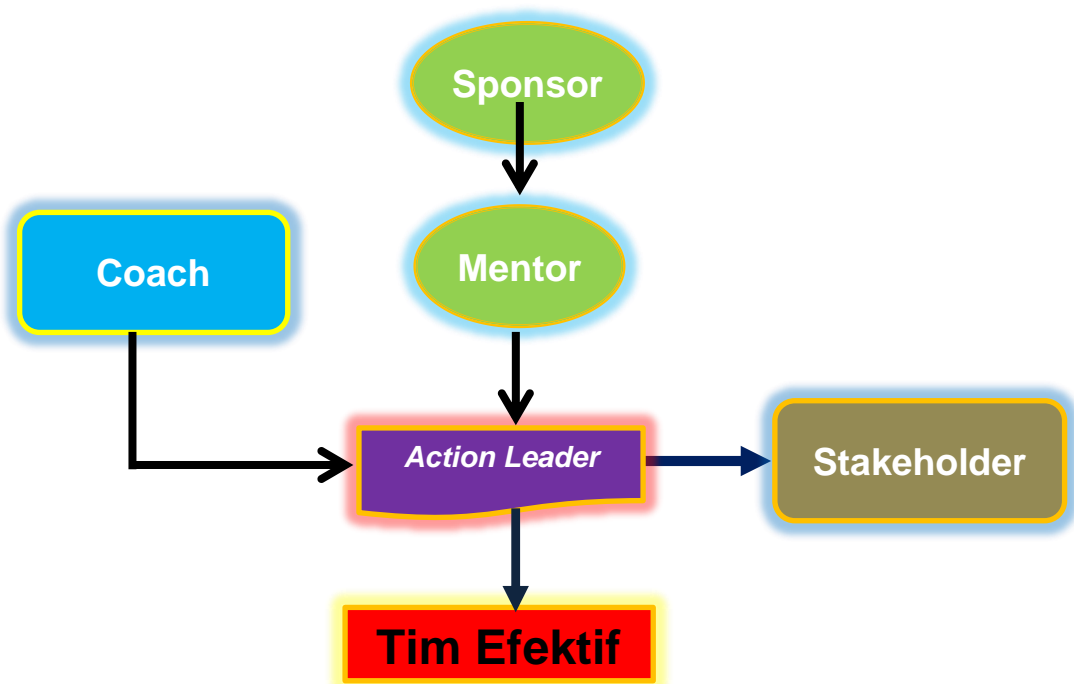 Sponsor
Coach
Mentor
Action Leader
Stakeholder
Tim Efektif